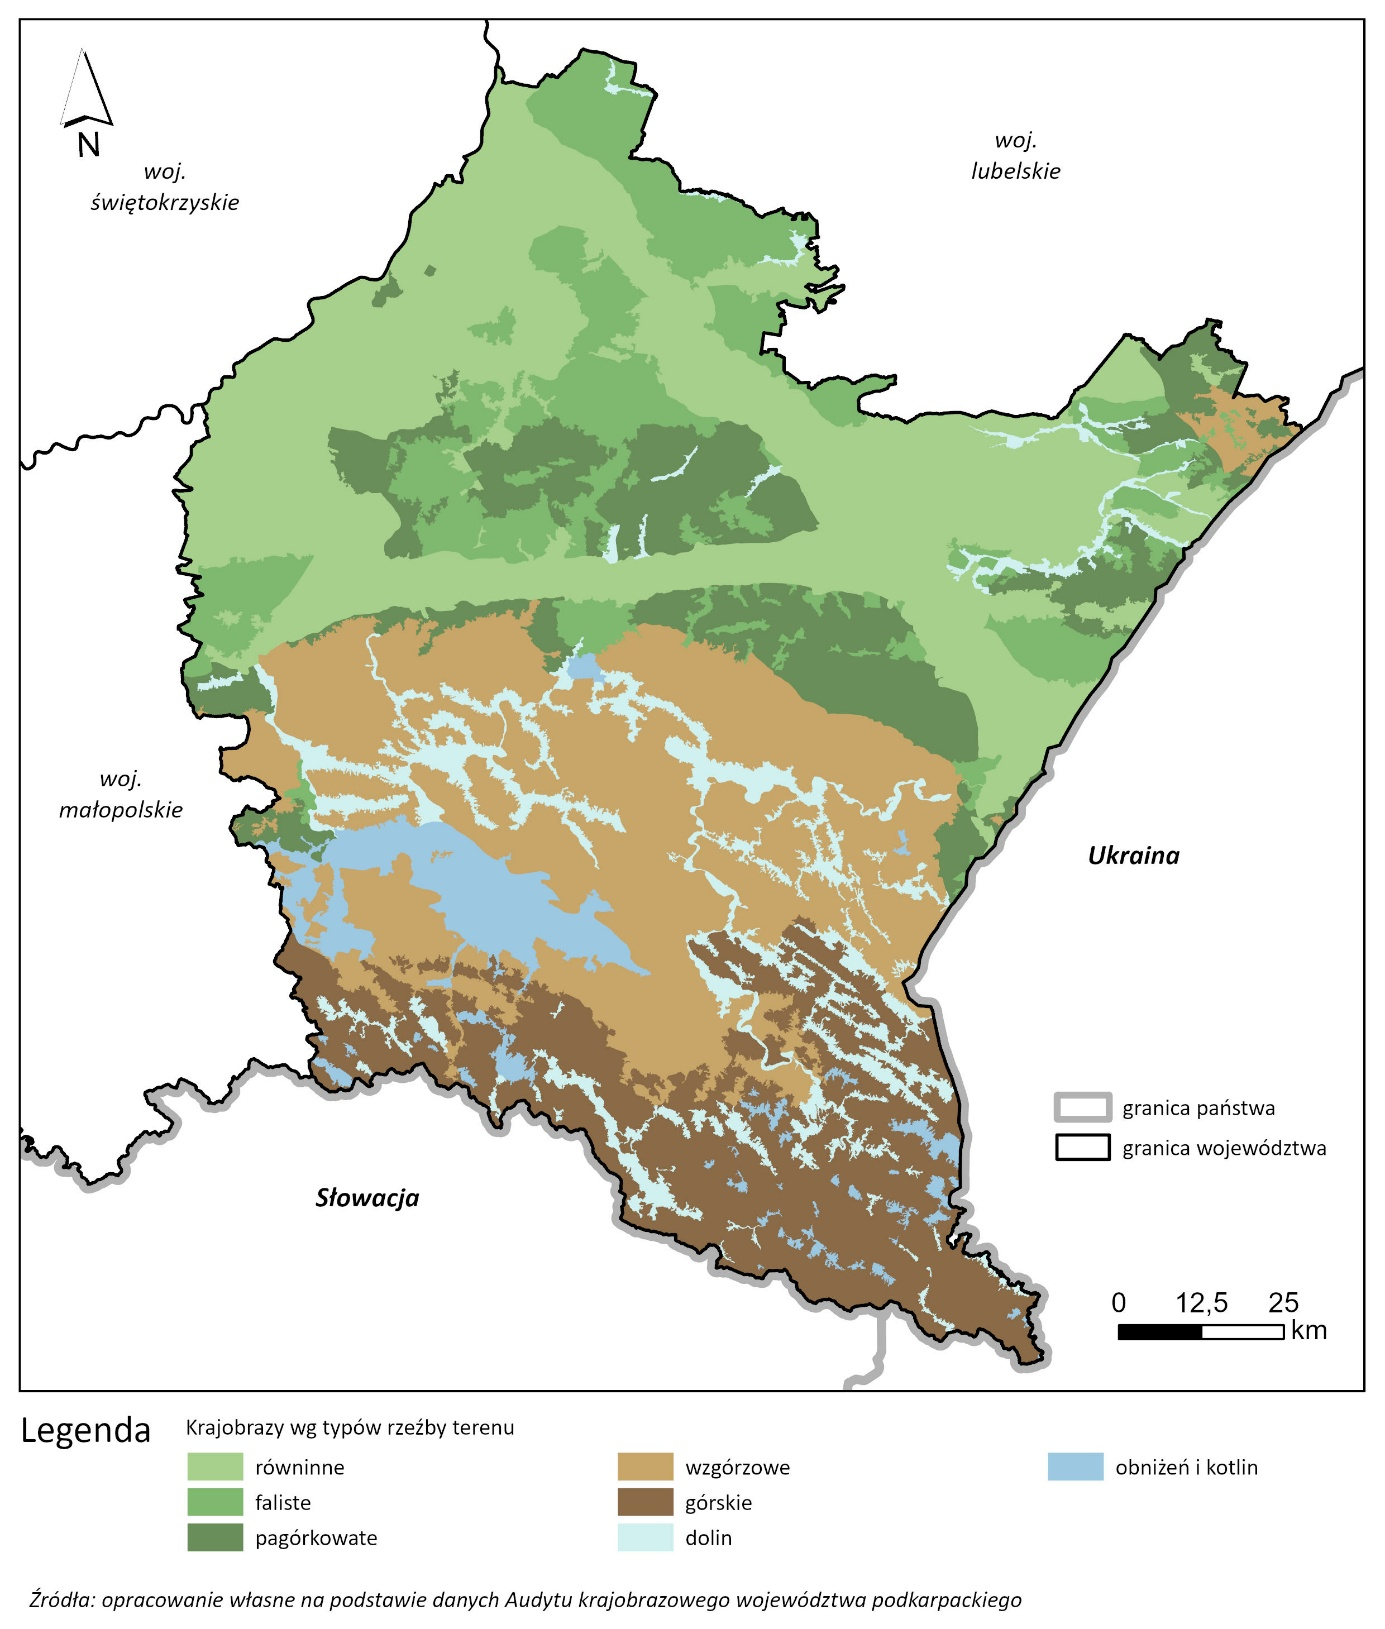 N
woj.
świętokrzyskie
woj.
lubelskie
woj.
małopolskie
Ukraina
Słowacja
granica państwa
granica województwa
0 12,5 25
km
Legenda
Krajobrazy wg typów rzeźby terenu
równinne
faliste
pagórkowate
wzgórzowe
górskie
dolin
obniżeń i kotlin
Źródła: opracowanie własne na podstawie danych Audytu krajobrazowego województwa podkarpackiego